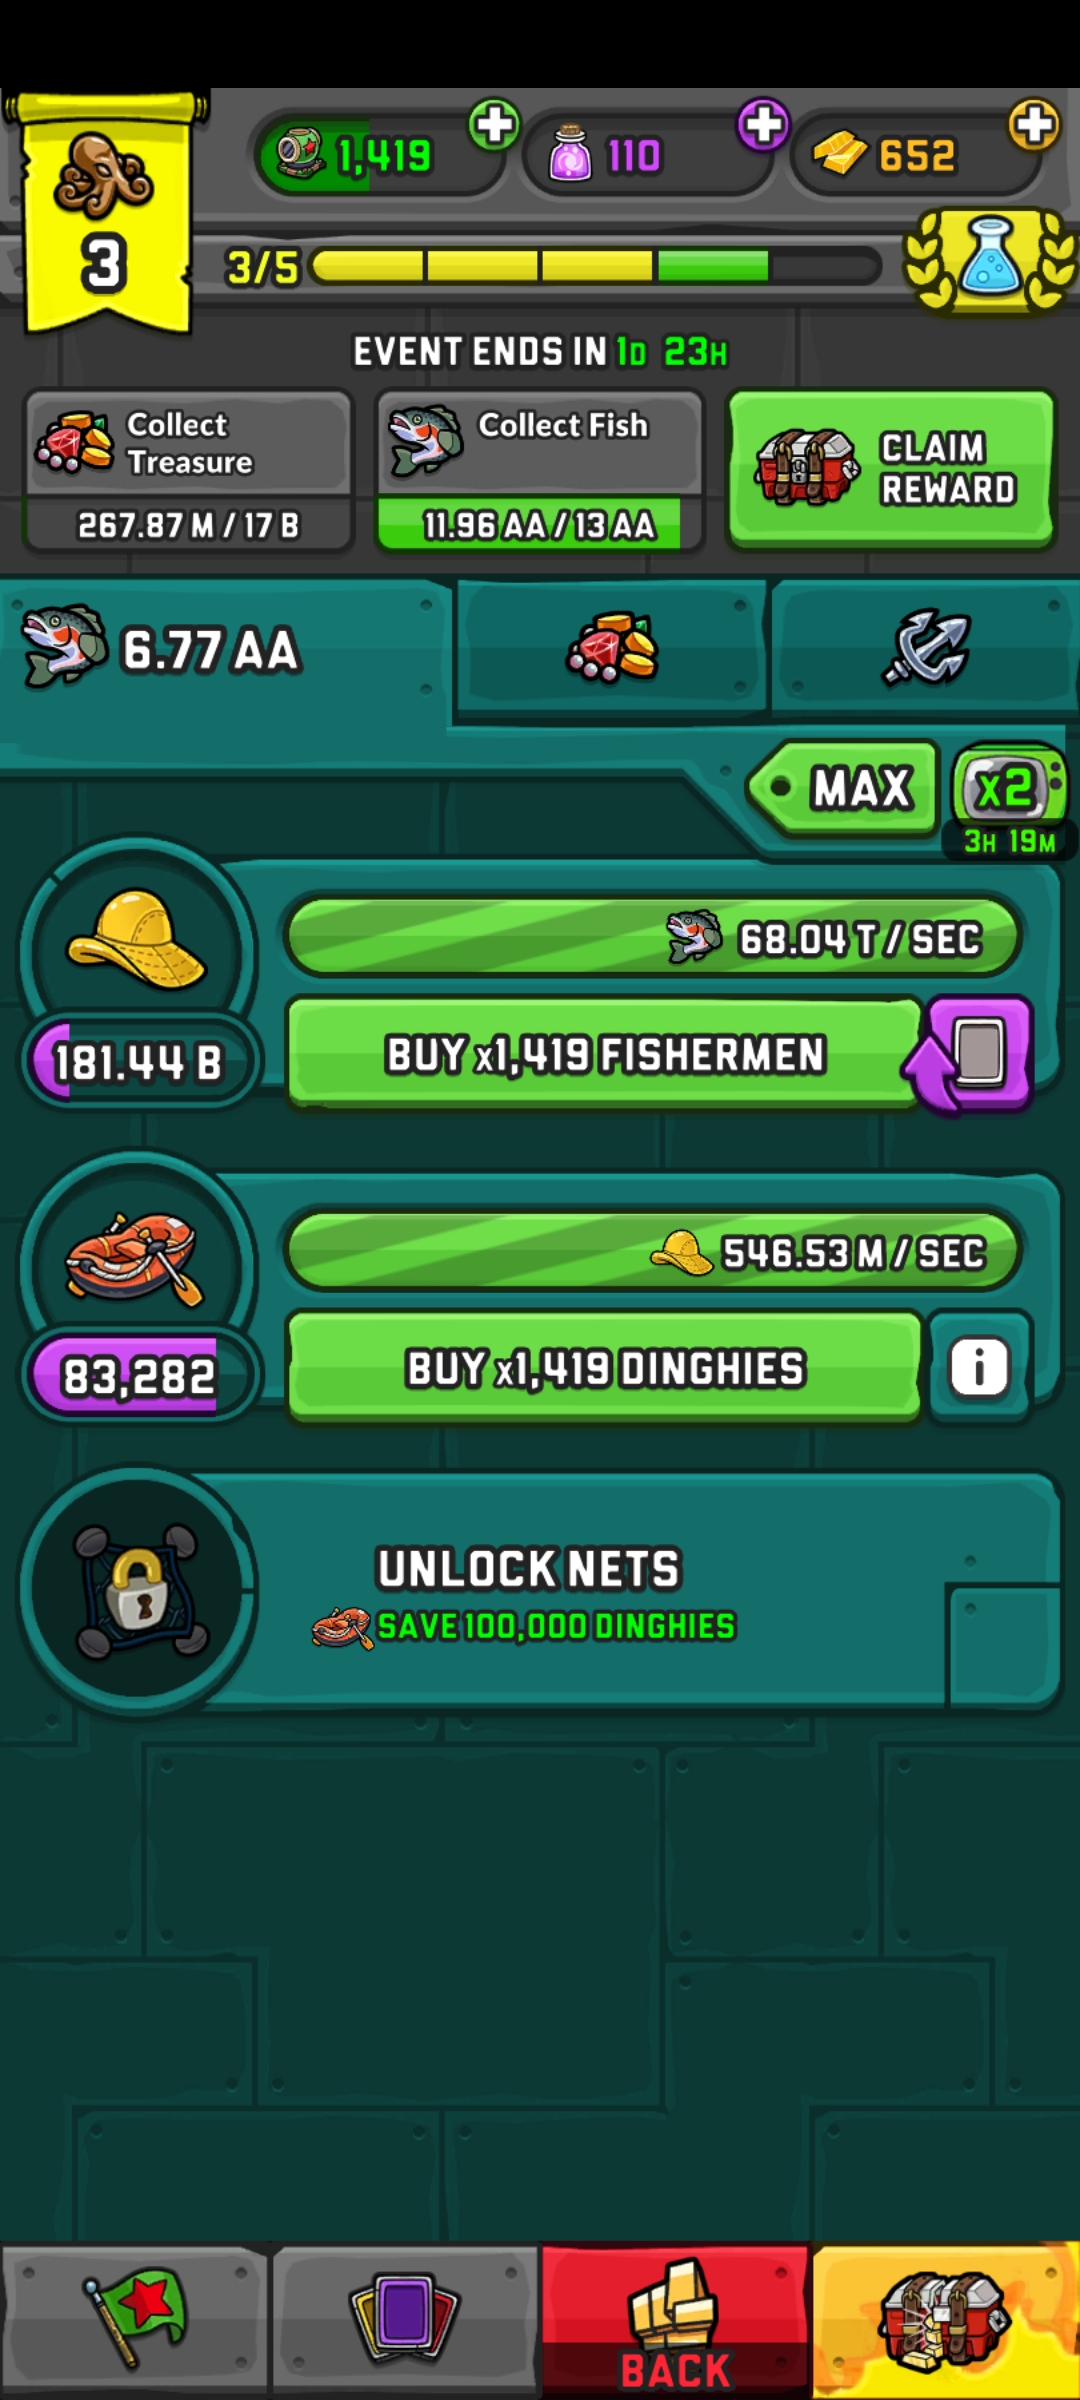 1,419
110
652
3
3/5
EVENT ENDS IN 1D 23H
Collect
Treasure
267.87 M / 17 B
Collect Fish
11.96 AA / 13 AA
CLAIM
REWARD
6.77 AA
MAX
x2
3H 19M
68.04 T / SEC
181.44 B
BUY x1,419 FISHERMEN
546.53 M / SEC
83,282
BUY x1,419 DINGHIES
i
UNLOCK NETS
SAVE 100,000 DINGHIES
BACK